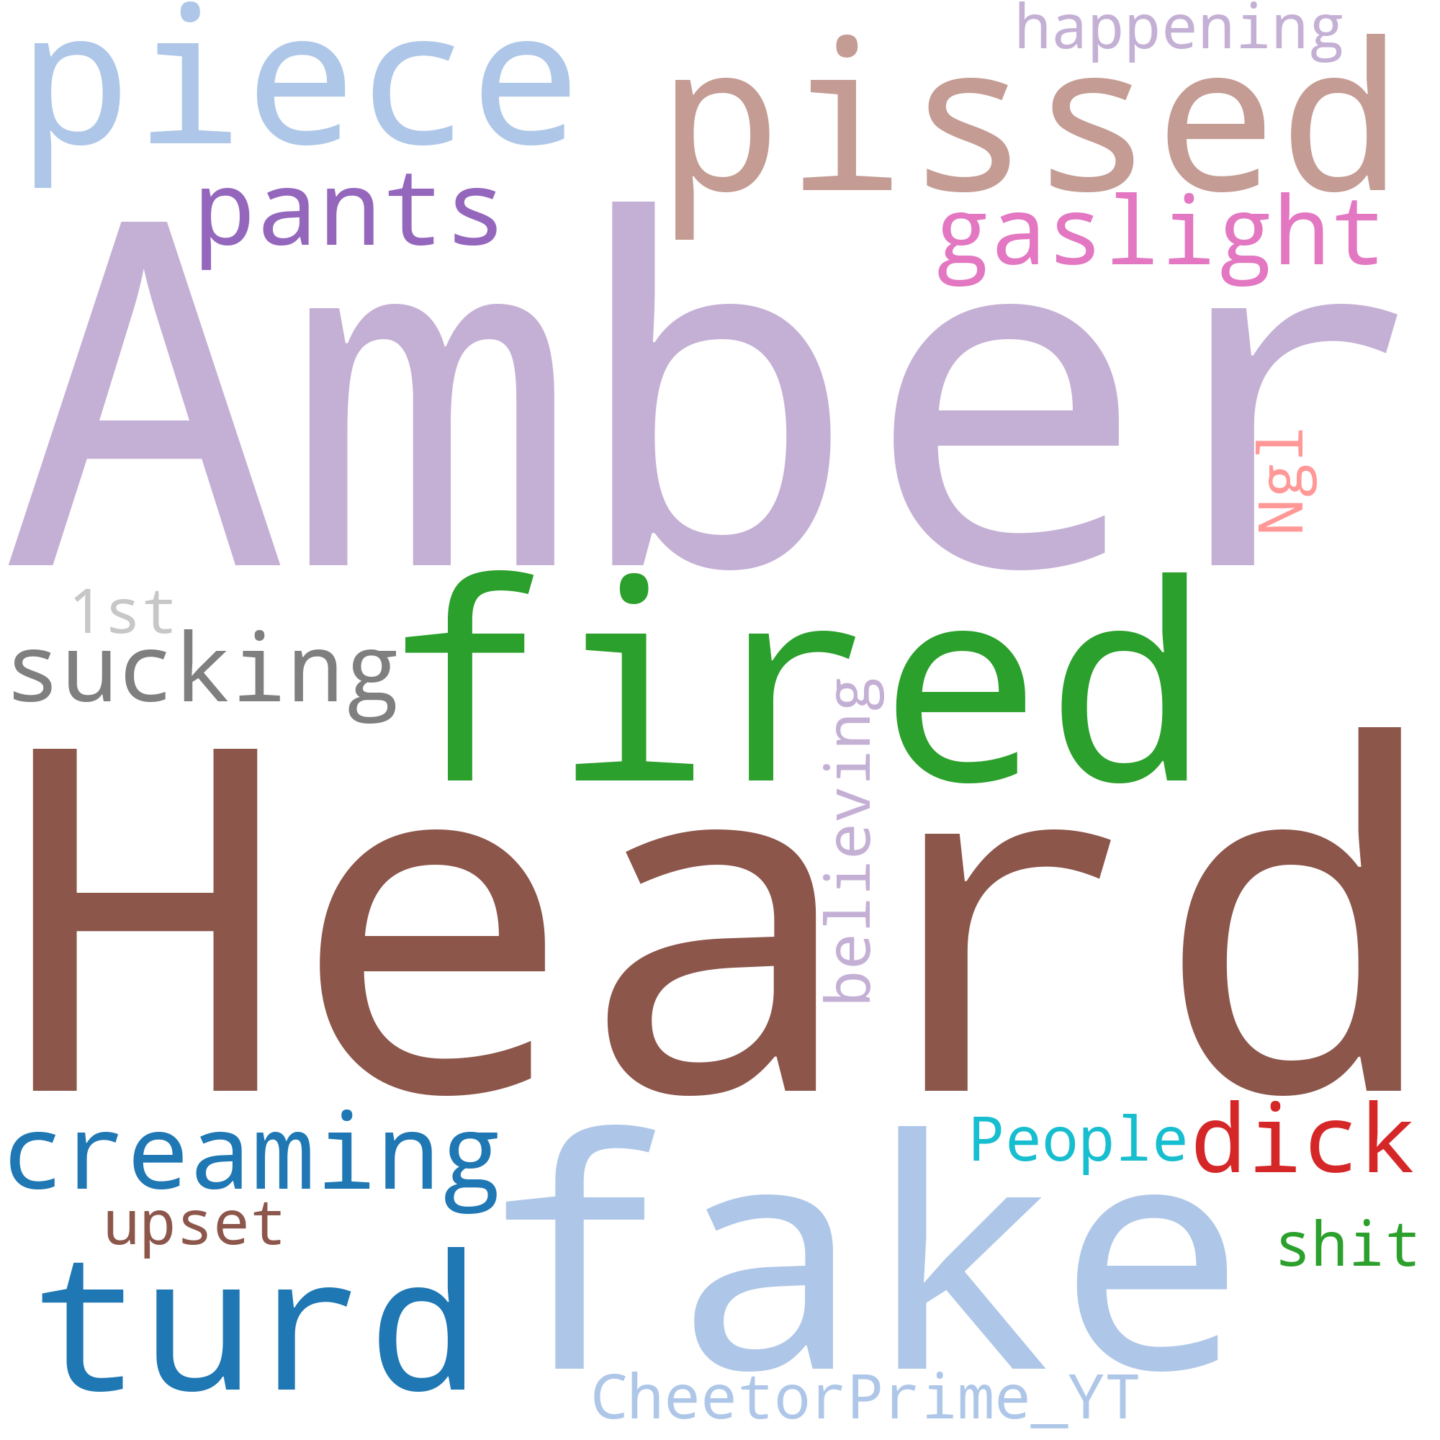 happening
piece
pissed
pants
gaslight
Amber
Ngl
1st
sucking
fired
believing
Heard
creaming
People
dick
upset
fake
shit
turd
CheetorPrime_YT